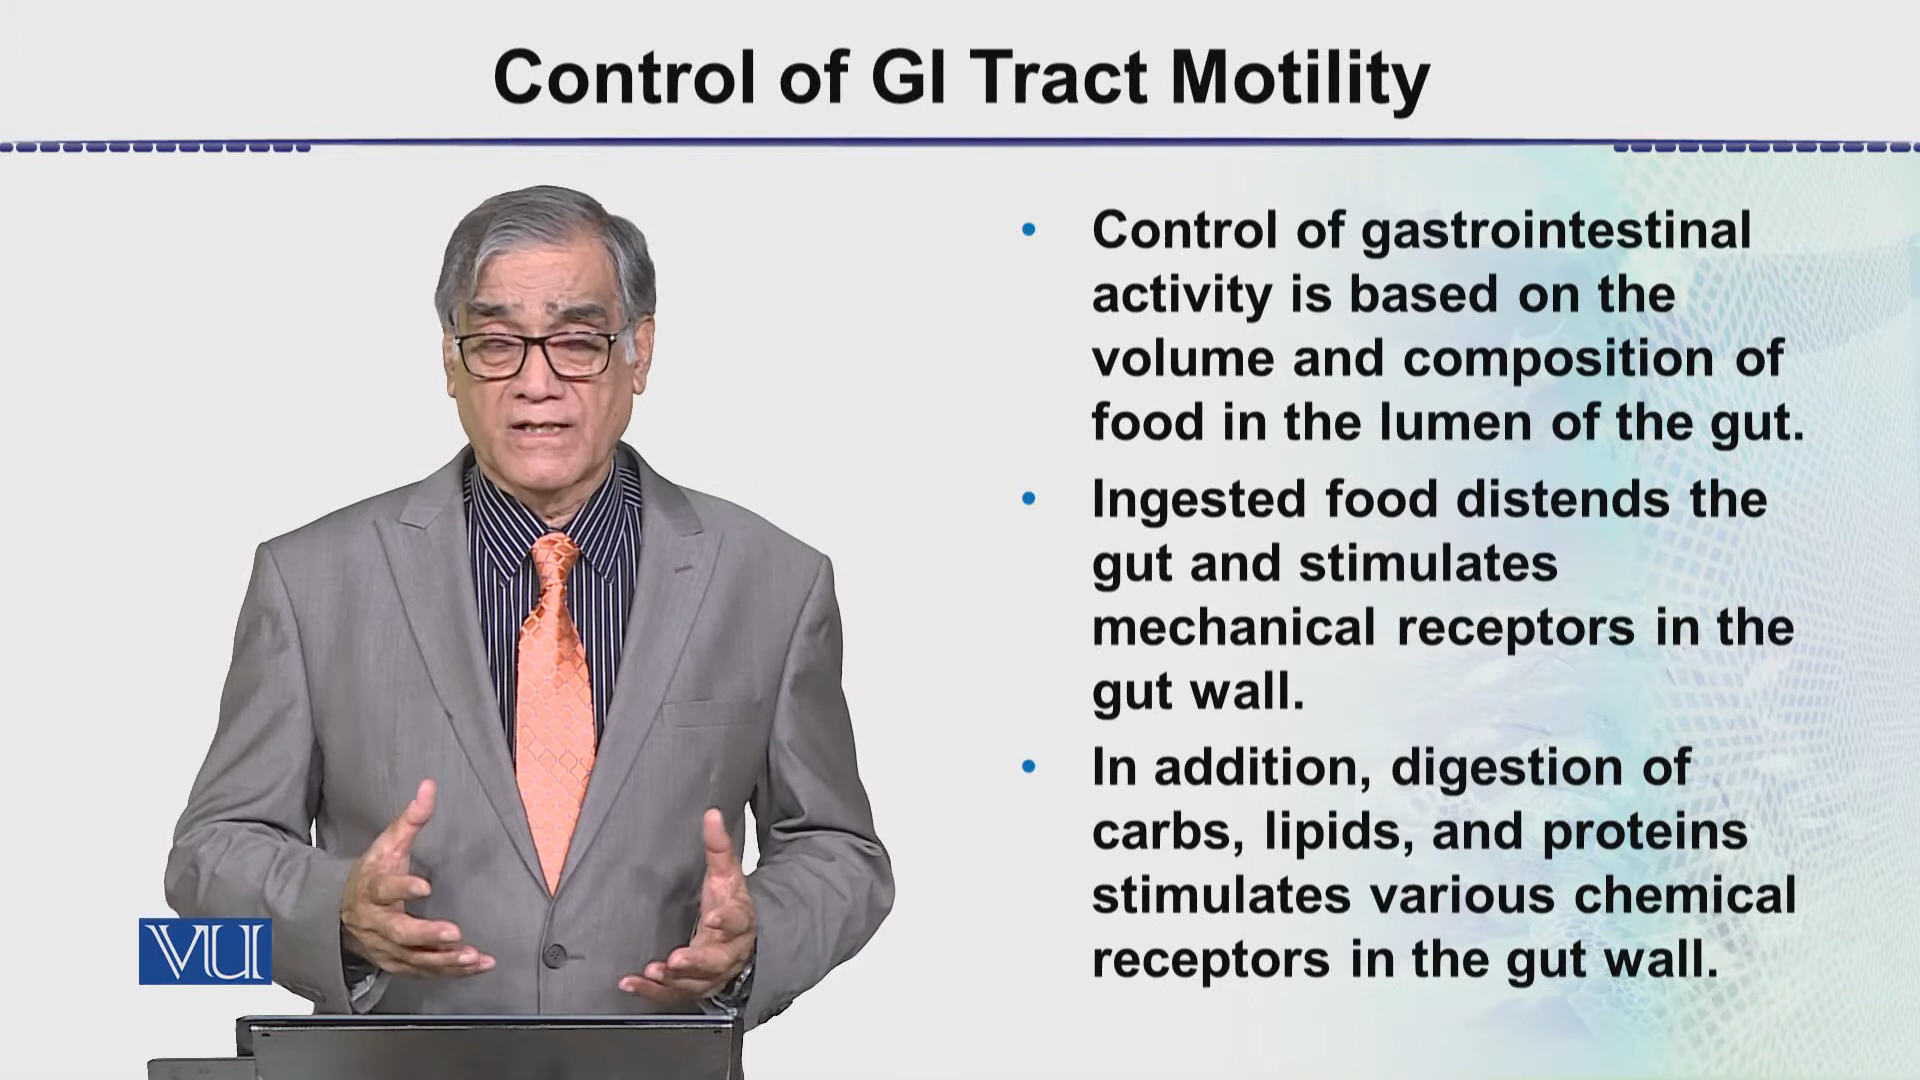 Control of GI Tract Motility
• Control of gastrointestinal
activity is based on the
volume and composition of
food in the lumen of the gut.
• Ingested food distends the
gut and stimulates
mechanical receptors in the
gut wall.
• In addition, digestion of
carbs, lipids, and proteins
stimulates various chemical
receptors in the gut wall.
VU